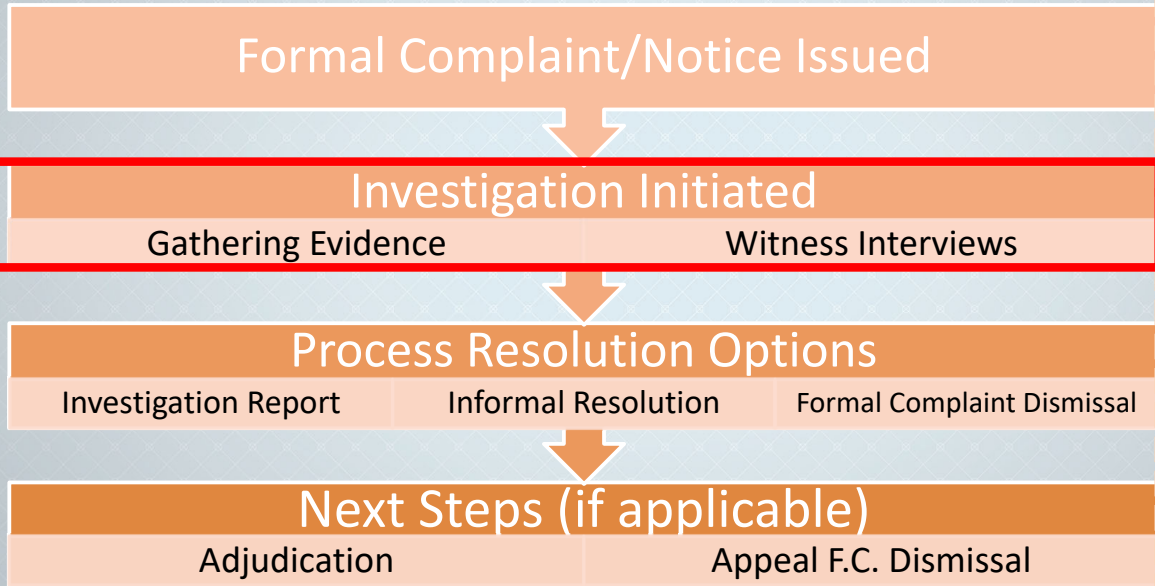 Formal Complaint/Notice Issued
Investigation Initiated
Gathering Evidence
Witness Interviews
Process Resolution Options
Investigation Report
Informal Resolution
Formal Complaint Dismissal
Next Steps (if applicable)
Adjudication
Appeal F.C. Dismissal